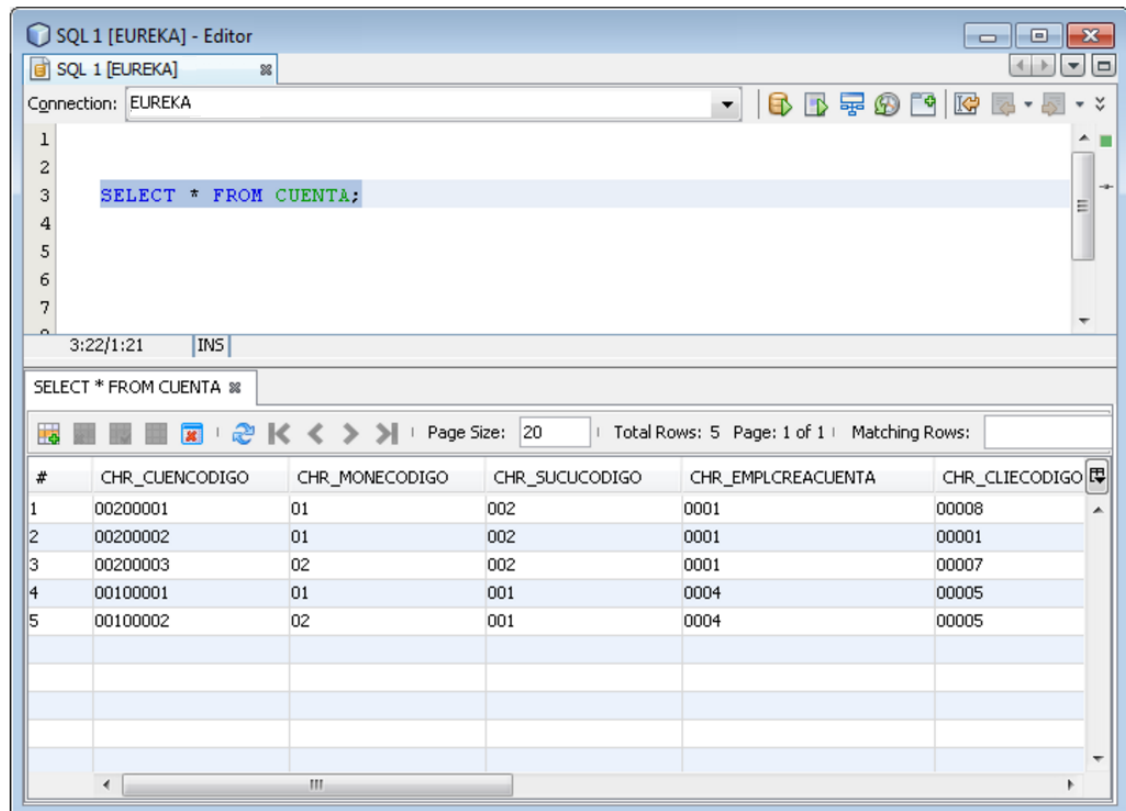 SQL 1 [EUREKA] - Editor
SQL 1 [EUREKA]
Connection: EUREKA
1
2
3 SELECT * FROM CUENTA;
4
5
6
7
3:22/1:21 INS
SELECT * FROM CUENTA
Page Size: 20 Total Rows: 5 Page: 1 of 1 Matching Rows:
# CHR_CUENCODIGO CHR_MONECODIGO CHR_SUCUCODIGO CHR_EMPLCREACUENTA CHR_CLIECODIGO
1 00200001 01 002 0001 00008
2 00200002 01 002 0001 00001
3 00200003 02 002 0001 00007
4 00100001 01 001 0004 00005
5 00100002 02 001 0004 00005